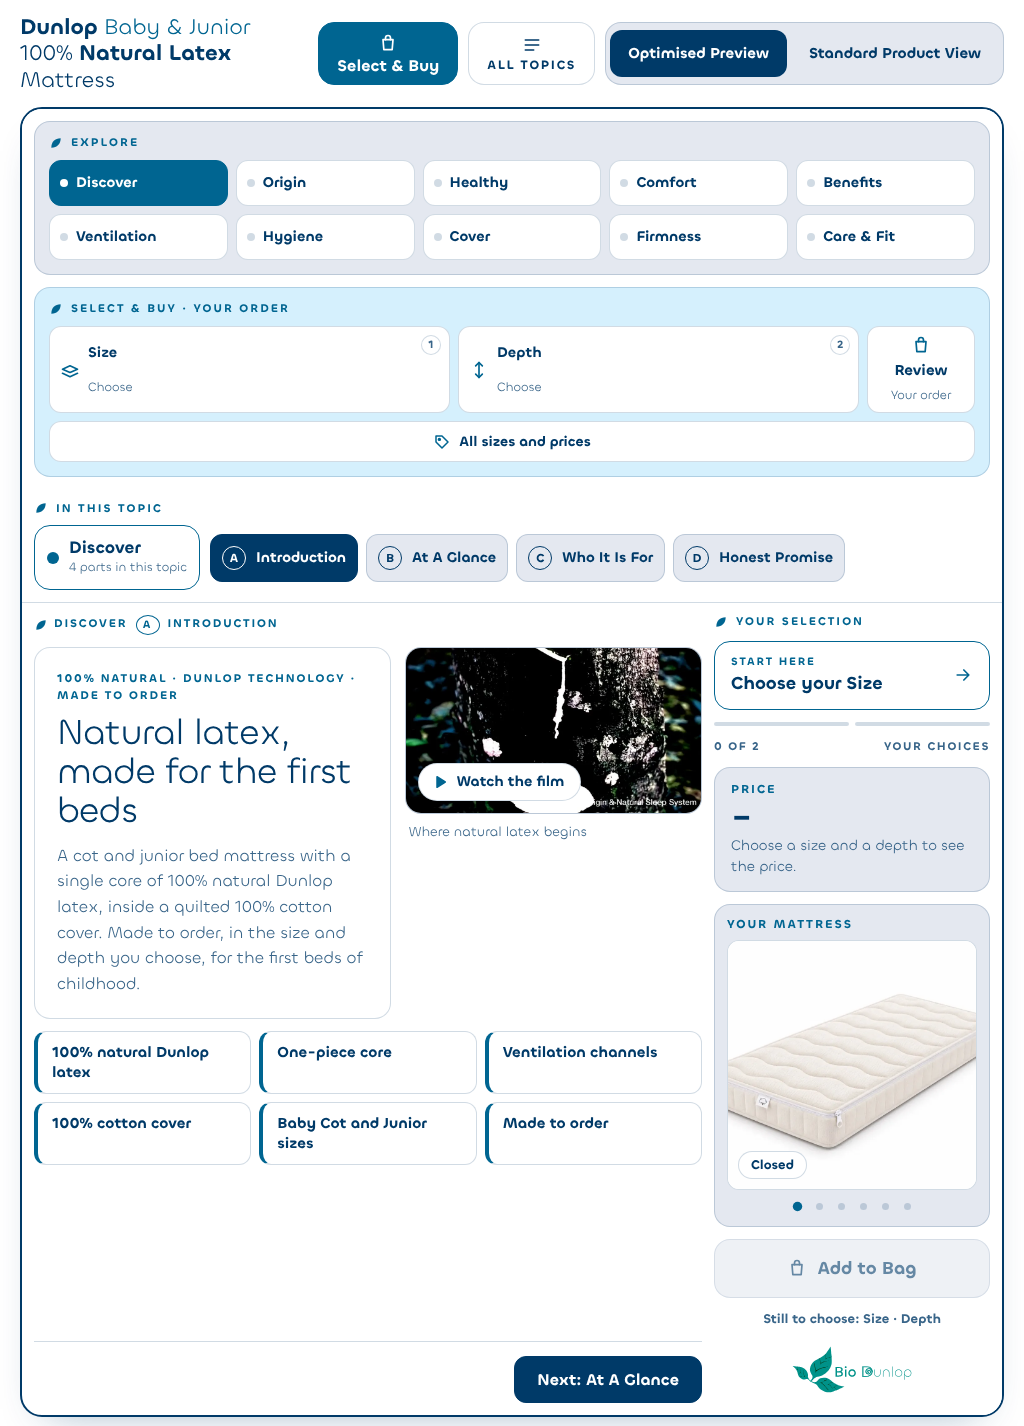 Dunlop Baby & Junior
100% Natural Latex
Mattress
Select & Buy
ALL TOPICS
Optimised Preview
Standard Product View
EXPLORE
Discover
Origin
Healthy
Comfort
Benefits
Ventilation
Hygiene
Cover
Firmness
Care & Fit
SELECT & BUY · YOUR ORDER
Size
1
Choose
Depth
2
Choose
Review
Your order
All sizes and prices
IN THIS TOPIC
Discover
4 parts in this topic
A Introduction
B At A Glance
C Who It Is For
D Honest Promise
DISCOVER A INTRODUCTION
100% NATURAL · DUNLOP TECHNOLOGY ·
MADE TO ORDER
Natural latex,
made for the first
beds
A cot and junior bed mattress with a
single core of 100% natural Dunlop
latex, inside a quilted 100% cotton
cover. Made to order, in the size and
depth you choose, for the first beds of
childhood.
Watch the film
& Natural Sleep System
Where natural latex begins
100% natural Dunlop
latex
One-piece core
Ventilation channels
100% cotton cover
Baby Cot and Junior
sizes
Made to order
Next: At A Glance
YOUR SELECTION
START HERE
Choose your Size
0 OF 2
YOUR CHOICES
PRICE
–
Choose a size and a depth to see
the price.
YOUR MATTRESS
Closed
Add to Bag
Still to choose: Size · Depth
Bio Dunlop